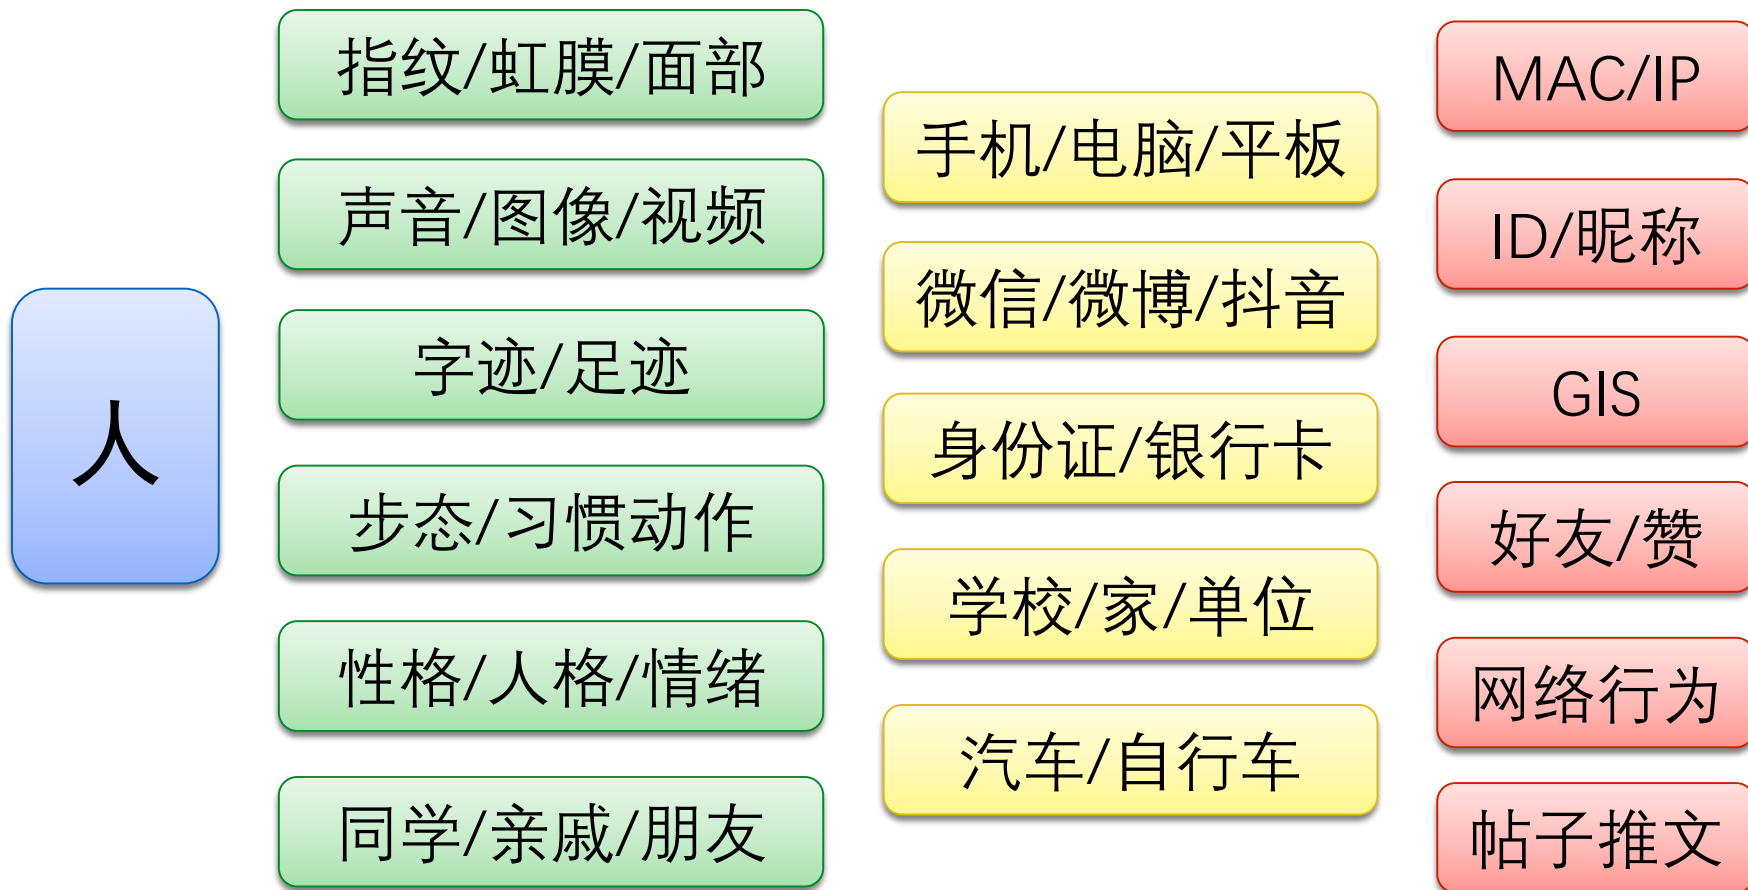 人
指纹/虹膜/面部
声音/图像/视频
字迹/足迹
步态/习惯动作
性格/人格/情绪
同学/亲戚/朋友
手机/电脑/平板
微信/微博/抖音
身份证/银行卡
学校/家/单位
汽车/自行车
MAC/IP
ID/昵称
GIS
好友/赞
网络行为
帖子推文